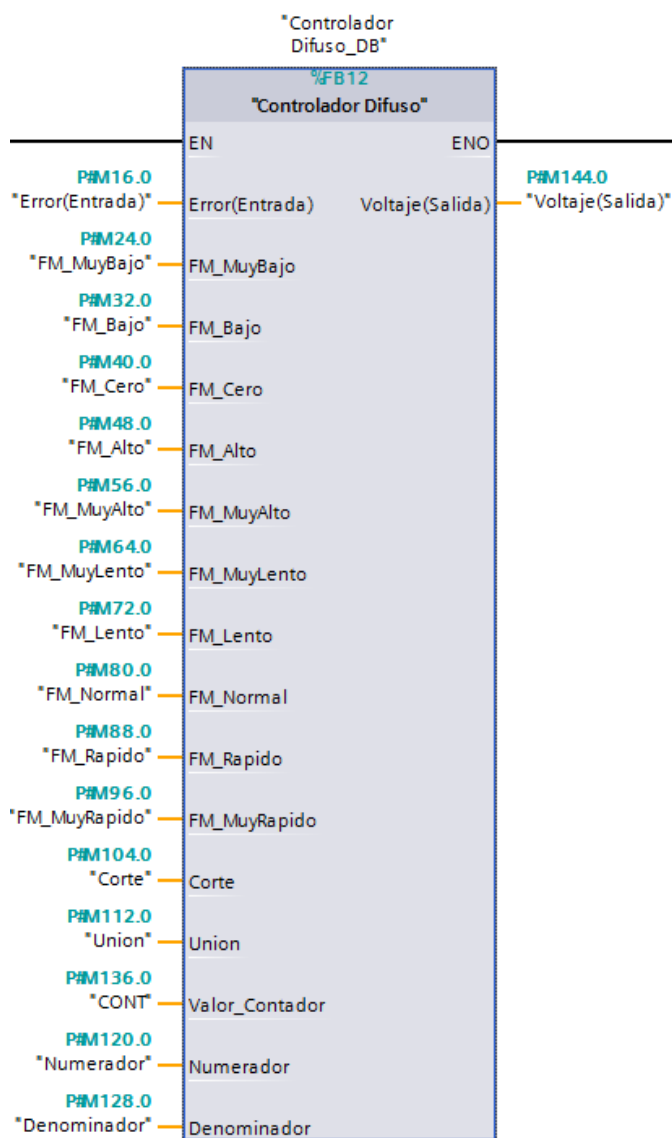 "Controlador
Difuso_DB"
%FB12
"Controlador Difuso"
EN ENO
P#M16.0 P#M144.0
"Error(Entrada)" Error(Entrada) Voltaje(Salida) "Voltaje(Salida)"
P#M24.0
"FM_MuyBajo" FM_MuyBajo
P#M32.0
"FM_Bajo" FM_Bajo
P#M40.0
"FM_Cero" FM_Cero
P#M48.0
"FM_Alto" FM_Alto
P#M56.0
"FM_MuyAlto" FM_MuyAlto
P#M64.0
"FM_MuyLento" FM_MuyLento
P#M72.0
"FM_Lento" FM_Lento
P#M80.0
"FM_Normal" FM_Normal
P#M88.0
"FM_Rapido" FM_Rapido
P#M96.0
"FM_MuyRapido" FM_MuyRapido
P#M104.0
"Corte" Corte
P#M112.0
"Union" Union
P#M136.0
"CONT" Valor_Contador
P#M120.0
"Numerador" Numerador
P#M128.0
"Denominador" Denominador